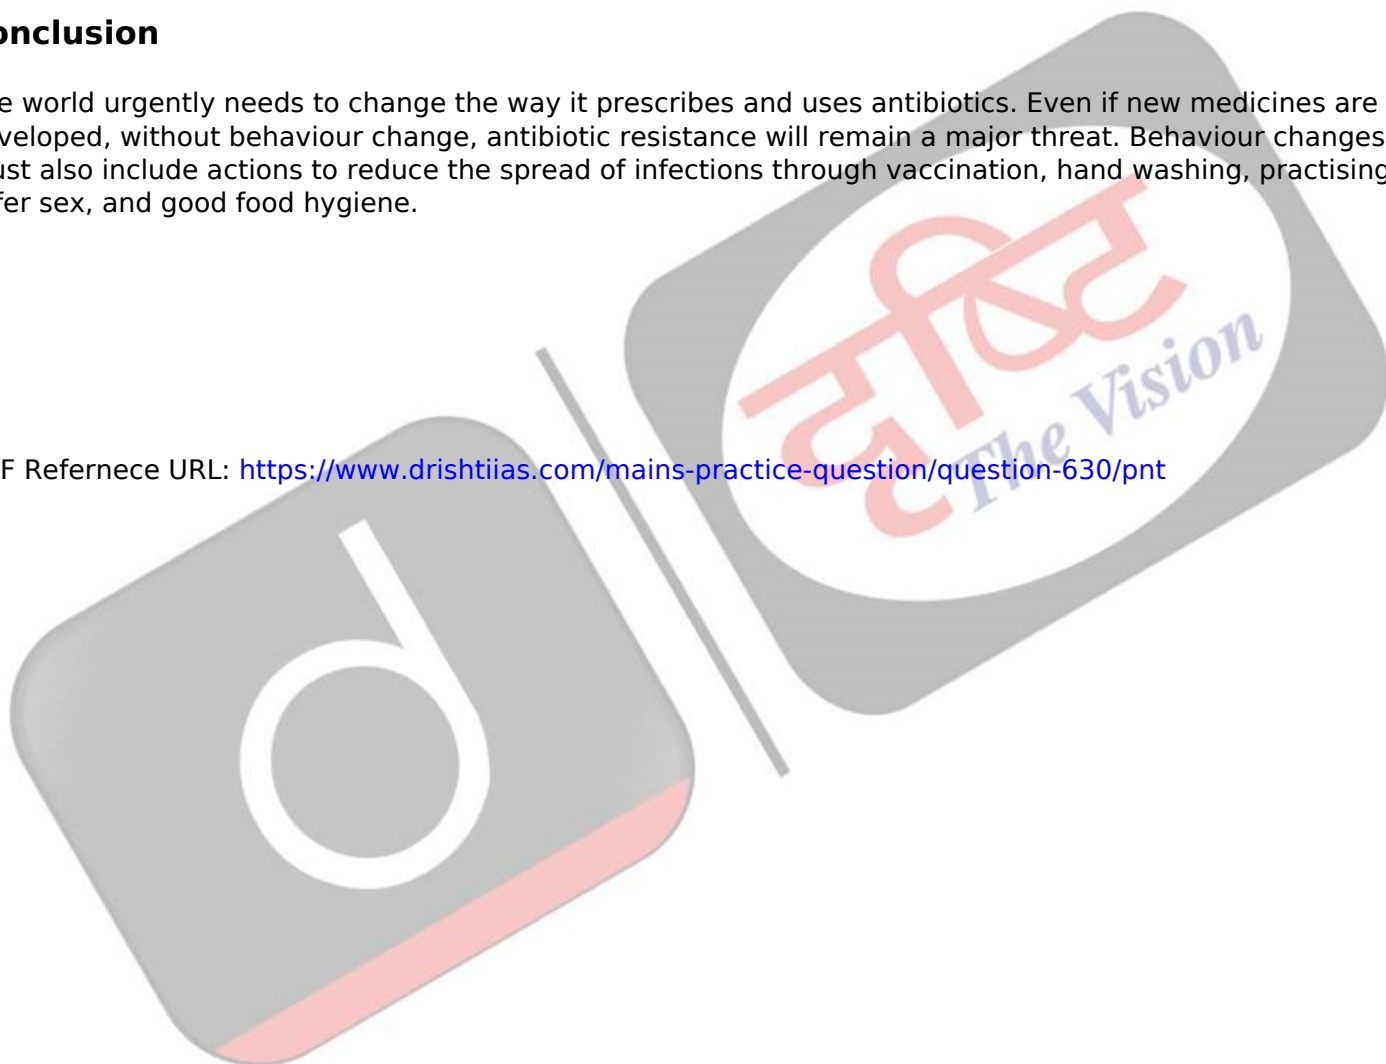 onclusion
e world urgently needs to change the way it prescribes and uses antibiotics. Even if new medicines are
veloped, without behaviour change, antibiotic resistance will remain a major threat. Behaviour changes
ust also include actions to reduce the spread of infections through vaccination, hand washing, practising
fer sex, and good food hygiene.
दृष्टि
The Vision
F Refernece URL: https://www.drishtiias.com/mains-practice-question/question-630/pnt
d